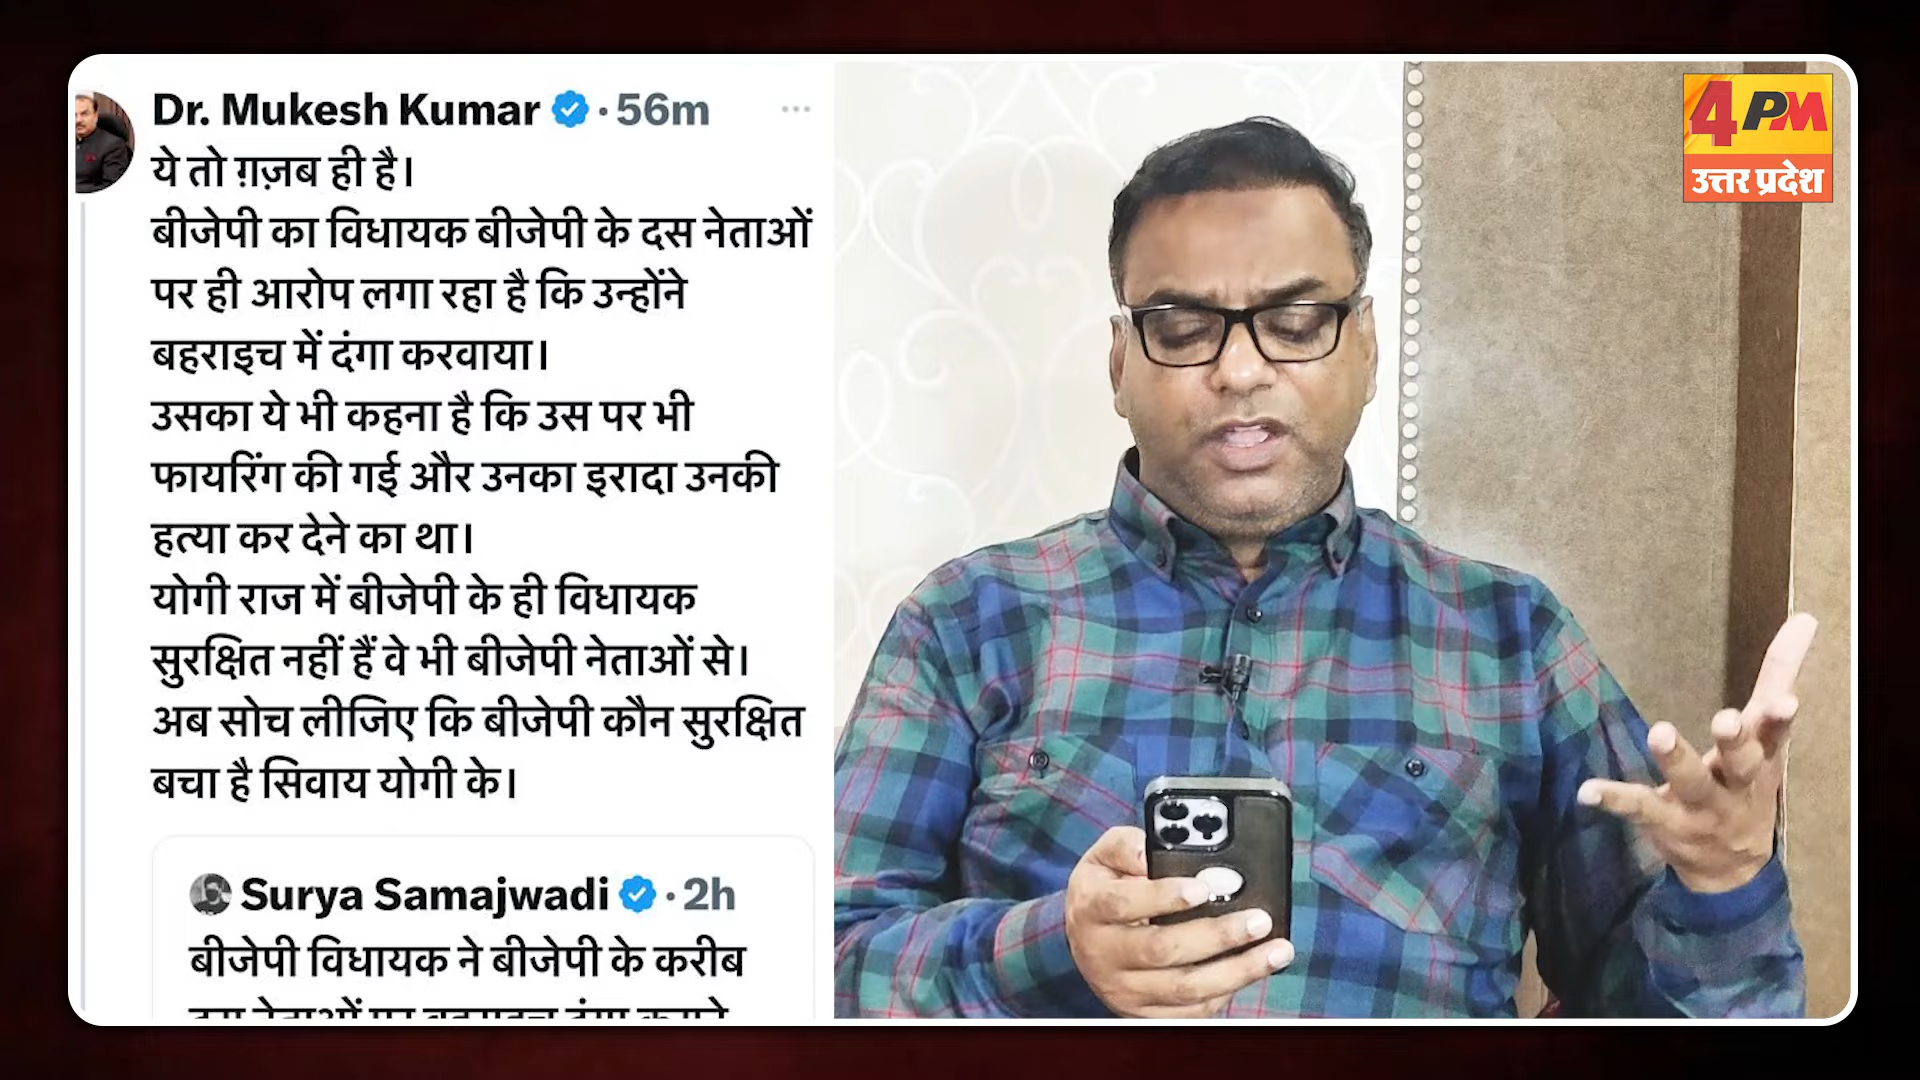 Dr. Mukesh Kumar · 56m
ये तो ग़ज़ब ही है।
बीजेपी का विधायक बीजेपी के दस नेताओं
पर ही आरोप लगा रहा है कि उन्होंने
बहराइच में दंगा करवाया।
उसका ये भी कहना है कि उस पर भी
फायरिंग की गई और उनका इरादा उनकी
हत्या कर देने का था।
योगी राज में बीजेपी के ही विधायक
सुरक्षित नहीं हैं वे भी बीजेपी नेताओं से।
अब सोच लीजिए कि बीजेपी कौन सुरक्षित
बचा है सिवाय योगी के।
Surya Samajwadi · 2h
बीजेपी विधायक ने बीजेपी के करीब
4PM
उत्तर प्रदेश